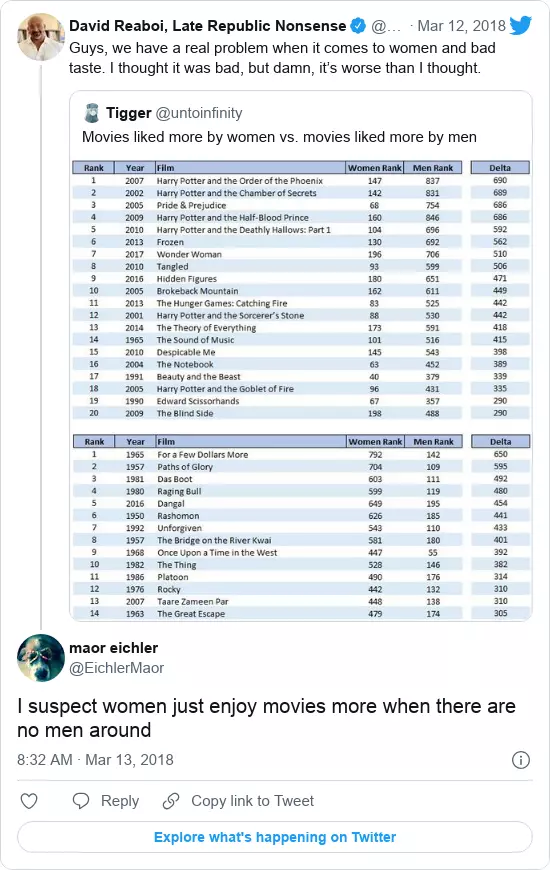 David Reaboi, Late Republic Nonsense @... · Mar 12, 2018
Guys, we have a real problem when it comes to women and bad
taste. I thought it was bad, but damn, it’s worse than I thought.
Tigger @untoinfinity
Movies liked more by women vs. movies liked more by men
Rank Year Film Women Rank Men Rank Delta
1 2007 Harry Potter and the Order of the Phoenix 147 837 690
2 2002 Harry Potter and the Chamber of Secrets 142 831 689
3 2005 Pride & Prejudice 68 754 686
4 2009 Harry Potter and the Half-Blood Prince 160 846 686
5 2010 Harry Potter and the Deathly Hallows: Part 1 104 696 592
6 2013 Frozen 130 692 562
7 2017 Wonder Woman 196 706 510
8 2010 Tangled 93 599 506
9 2016 Hidden Figures 180 651 471
10 2005 Brokeback Mountain 162 611 449
11 2013 The Hunger Games: Catching Fire 83 525 442
12 2001 Harry Potter and the Sorcerer's Stone 88 530 442
13 2014 The Theory of Everything 173 591 418
14 1965 The Sound of Music 101 516 415
15 2010 Despicable Me 145 543 398
16 2004 The Notebook 63 452 389
17 1991 Beauty and the Beast 40 379 339
18 2005 Harry Potter and the Goblet of Fire 96 431 335
19 1990 Edward Scissorhands 67 357 290
20 2009 The Blind Side 198 488 290
Rank Year Film Women Rank Men Rank Delta
1 1965 For a Few Dollars More 792 142 650
2 1957 Paths of Glory 704 109 595
3 1981 Das Boot 603 111 492
4 1980 Raging Bull 599 119 480
5 2016 Dangal 649 195 454
6 1950 Rashomon 626 185 441
7 1992 Unforgiven 543 110 433
8 1957 The Bridge on the River Kwai 581 180 401
9 1968 Once Upon a Time in the West 447 55 392
10 1982 The Thing 528 146 382
11 1986 Platoon 490 176 314
12 1976 Rocky 442 132 310
13 2007 Taare Zameen Par 448 138 310
14 1963 The Great Escape 479 174 305
maor eichler
@EichlerMaor
I suspect women just enjoy movies more when there are
no men around
8:32 AM · Mar 13, 2018
Reply Copy link to Tweet
Explore what's happening on Twitter